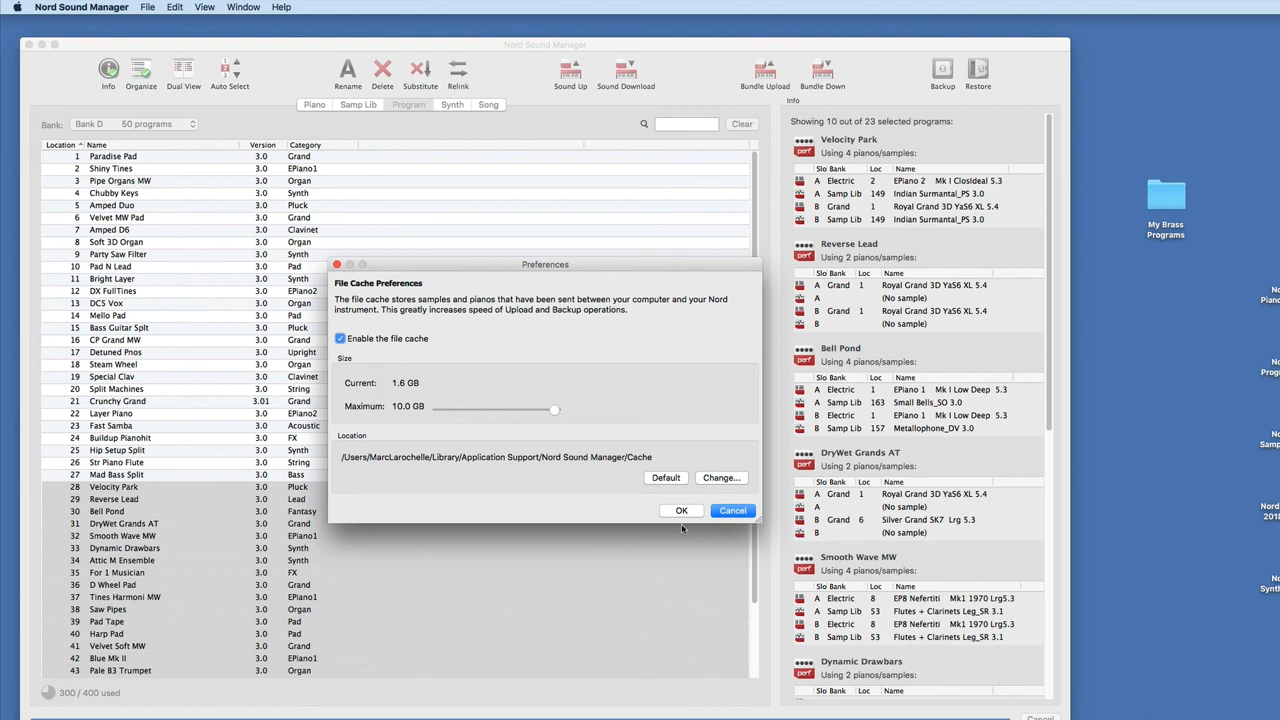 Nord Sound Manager File Edit View Window Help
Nord Sound Manager
Info Organize Dual View Auto Select Rename Delete Substitute Relink Sound Up Sound Download Bundle Upload Bundle Down Backup Restore
Piano Samp Lib Program Synth Song
Bank: Bank D 50 programs Clear
Location Name Version Category
1 Paradise Pad 3.0 Grand
2 Shiny Tines 3.0 EPiano1
3 Pipe Organs MW 3.0 Organ
4 Chubby Keys 3.0 Synth
5 Amped Duo 3.0 Pluck
6 Velvet MW Pad 3.0 Grand
7 Amped D6 3.0 Clavinet
8 Soft 3D Organ 3.0 Organ
9 Party Saw Filter 3.0 Synth
10 Pad N Lead 3.0 Pad
11 Bright Layer 3.0 Synth
12 DX FullTines 3.0 EPiano2
13 DCS Vox 3.0 Organ
14 Mello Pad 3.0 Pad
15 Bass Guitar Splt 3.0 Pluck
16 CP Grand MW 3.0 Grand
17 Detuned Pnos 3.0 Upright
18 Steam Wheel 3.0 Organ
19 Special Clav 3.0 Clavinet
20 Split Machines 3.0 String
21 Crunchy Grand 3.01 Grand
22 Layer Piano 3.0 EPiano2
23 Fast Samba 3.0 Acoustic
24 Buildup Pianohit 3.0 FX
25 Hip Setup Split 3.0 Synth
26 Str Piano Flute 3.0 String
27 Mad Bass Split 3.0 Bass
28 Velocity Park 3.0 Pluck
29 Reverse Lead 3.0 Lead
30 Bell Pond 3.0 Fantasy
31 DryWet Grands AT 3.0 Grand
32 Smooth Wave MW 3.0 EPiano1
33 Dynamic Drawbars 3.0 Synth
34 Attic M Ensemble 3.0 Synth
35 For 1 Musician 3.0 FX
36 D Wheel Pad 3.0 Grand
37 Tines Harmoni MW 3.0 EPiano1
38 Saw Pipes 3.0 Organ
39 Pad Tape 3.0 Pad
40 Harp Pad 3.0 Pad
41 Velvet Soft MW 3.0 Grand
42 Blue Mk II 3.0 EPiano1
43 Pale 83 Trumpet 3.0 Organ
300 / 400 used
Preferences
File Cache Preferences
The file cache stores samples and pianos that have been sent between your computer and your Nord
instrument. This greatly increases speed of Upload and Backup operations.
Enable the file cache
Size
Current: 1.6 GB
Maximum: 10.0 GB
Location
/Users/MarcLarochelle/Library/Application Support/Nord Sound Manager/Cache
Default Change...
OK Cancel
Info
Showing 10 out of 23 selected programs:
Velocity Park
perf Using 4 pianos/samples:
Slo Bank Loc Name
A Electric 2 EPiano 2 Mk I ClosIdeal 5.3
A Samp Lib 149 Indian Surmantal_PS 3.0
B Grand 1 Royal Grand 3D YaS6 XL 5.4
B Samp Lib 149 Indian Surmantal_PS 3.0
Reverse Lead
perf Using 2 pianos/samples:
Slo Bank Loc Name
A Grand 1 Royal Grand 3D YaS6 XL 5.4
A (No sample)
B Grand 1 Royal Grand 3D YaS6 XL 5.4
B (No sample)
Bell Pond
perf Using 4 pianos/samples:
Slo Bank Loc Name
A Electric 1 EPiano 1 Mk I Low Deep 5.3
A Samp Lib 163 Small Bells_SO 3.0
B Electric 1 EPiano 1 Mk I Low Deep 5.3
B Samp Lib 157 Metallophone_DV 3.0
DryWet Grands AT
perf Using 2 pianos/samples:
Slo Bank Loc Name
A Grand 1 Royal Grand 3D YaS6 XL 5.4
A (No sample)
B Grand 6 Silver Grand SK7 Lrg 5.3
B (No sample)
Smooth Wave MW
perf Using 4 pianos/samples:
Slo Bank Loc Name
A Electric 8 EP8 Nefertiti Mk1 1970 Lrg5.3
A Samp Lib 53 Flutes + Clarinets Leg_SR 3.1
B Electric 8 EP8 Nefertiti Mk1 1970 Lrg5.3
B Samp Lib 53 Flutes + Clarinets Leg_SR 3.1
Dynamic Drawbars
perf Using 2 pianos/samples:
Slo Bank Loc Name
Cancel
My Brass
Programs
No
Pian
No
Prog
No
Samp
Nord
2018
No
Synth